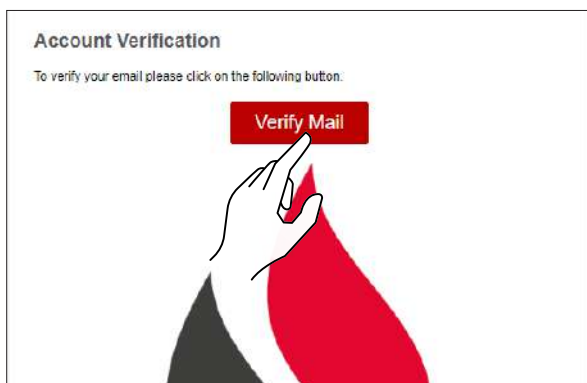 Account Verification
To verify your email please click on the following button.
Verify Mail